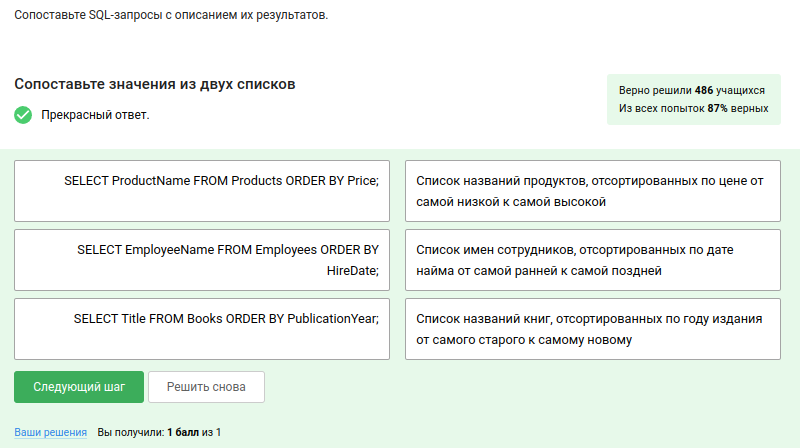 Сопоставьте SQL-запросы с описанием их результатов.
Сопоставьте значения из двух списков
Прекрасный ответ.
Верно решили 486 учащихся
Из всех попыток 87% верных
SELECT ProductName FROM Products ORDER BY Price;
Список названий продуктов, отсортированных по цене от
самой низкой к самой высокой
SELECT EmployeeName FROM Employees ORDER BY
HireDate;
Список имен сотрудников, отсортированных по дате
найма от самой ранней к самой поздней
SELECT Title FROM Books ORDER BY PublicationYear;
Список названий книг, отсортированных по году издания
от самого старого к самому новому
Следующий шаг
Решить снова
Ваши решения Вы получили: 1 балл из 1